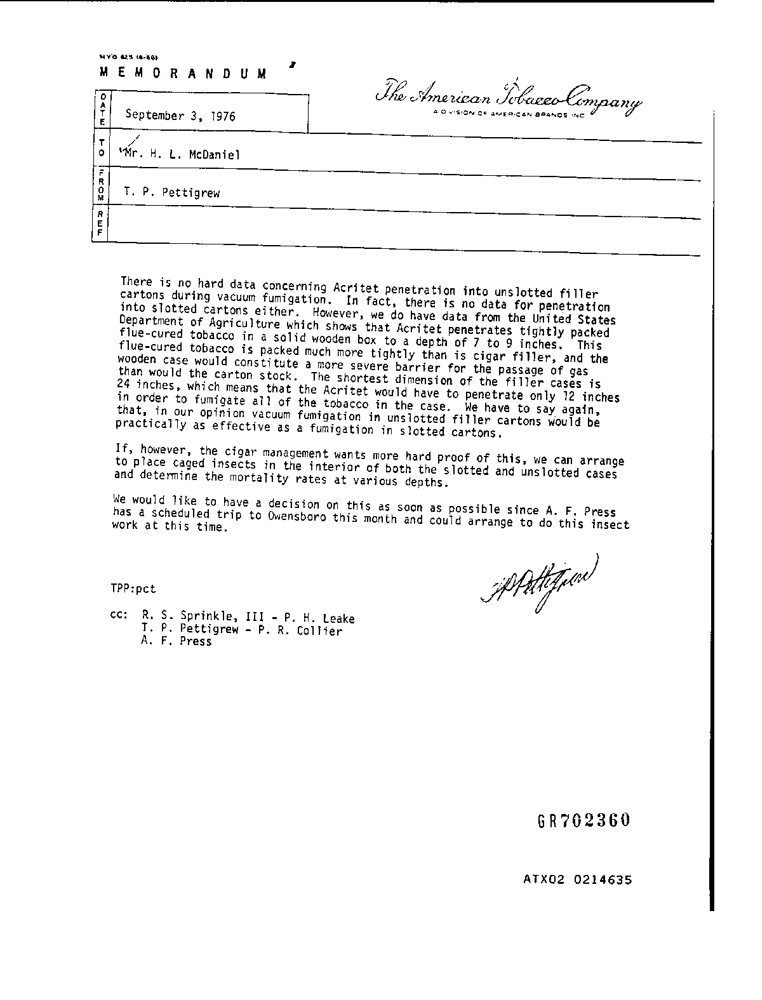 MYO 625 (6-68)
MEMORANDUM
The American Tobacco Company
A DIVISION OF AMERICAN BRANDS INC
DATE
September 3, 1976
TO
Mr. H. L. McDaniel
FROM
T. P. Pettigrew
REF
There is no hard data concerning Acritet penetration into unslotted filler
cartons during vacuum fumigation. In fact, there is no data for penetration
into slotted cartons either. However, we do have data from the United States
Department of Agriculture which shows that Acritet penetrates tightly packed
flue-cured tobacco in a solid wooden box to a depth of 7 to 9 inches. This
flue-cured tobacco is packed much more tightly than is cigar filler, and the
wooden case would constitute a more severe barrier for the passage of gas
than would the carton stock. The shortest dimension of the filler cases is
24 inches, which means that the Acritet would have to penetrate only 12 inches
in order to fumigate all of the tobacco in the case. We have to say again,
that, in our opinion vacuum fumigation in unslotted filler cartons would be
practically as effective as a fumigation in slotted cartons.
If, however, the cigar management wants more hard proof of this, we can arrange
to place caged insects in the interior of both the slotted and unslotted cases
and determine the mortality rates at various depths.
We would like to have a decision on this as soon as possible since A. F. Press
has a scheduled trip to Owensboro this month and could arrange to do this insect
work at this time.
TPPettigrew
TPP:pct
cc: R. S. Sprinkle, III - P. H. Leake
T. P. Pettigrew - P. R. Collier
A. F. Press
GR702360
ATX02 0214635